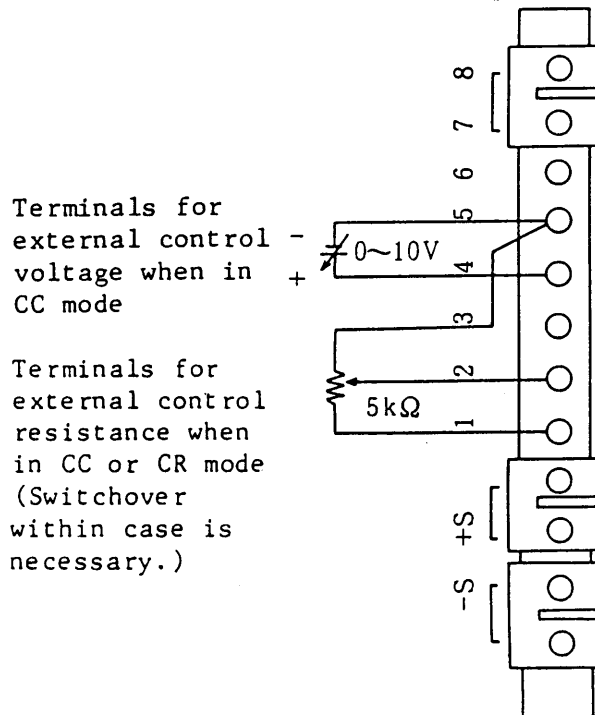 Terminals for
external control
voltage when in
CC mode
-
+
0~10V
Terminals for
external control
resistance when
in CC or CR mode
(Switchover
within case is
necessary.)
5kΩ
8
7
6
5
4
3
2
1
+S
-S